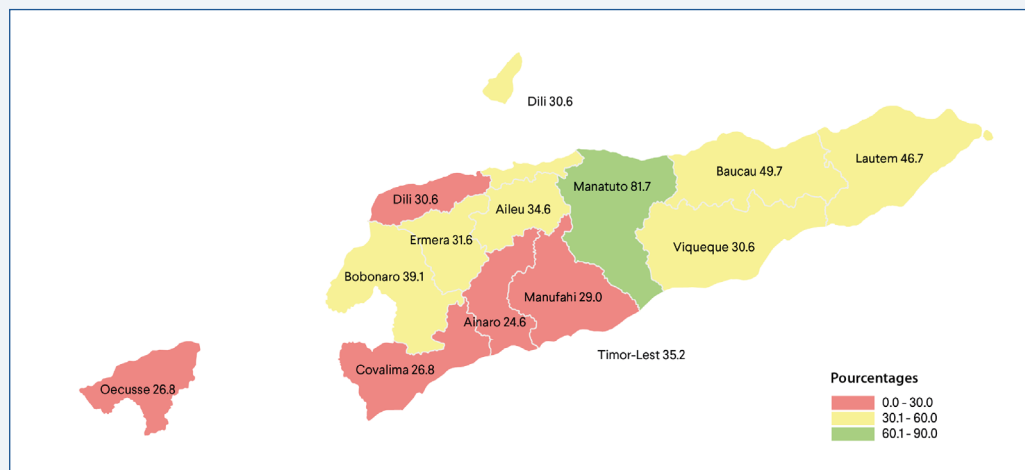 Dili 30.6
Lautem 46.7
Baucau 49.7
Manatuto 81.7
Dili 30.6
Aileu 34.6
Ermera 31.6
Viqueque 30.6
Bobonaro 39.1
Manufahi 29.0
Ainaro 24.6
Timor-Lest 35.2
Covalima 26.8
Oecusse 26.8
Pourcentages
0.0 - 30.0
30.1 - 60.0
60.1 - 90.0